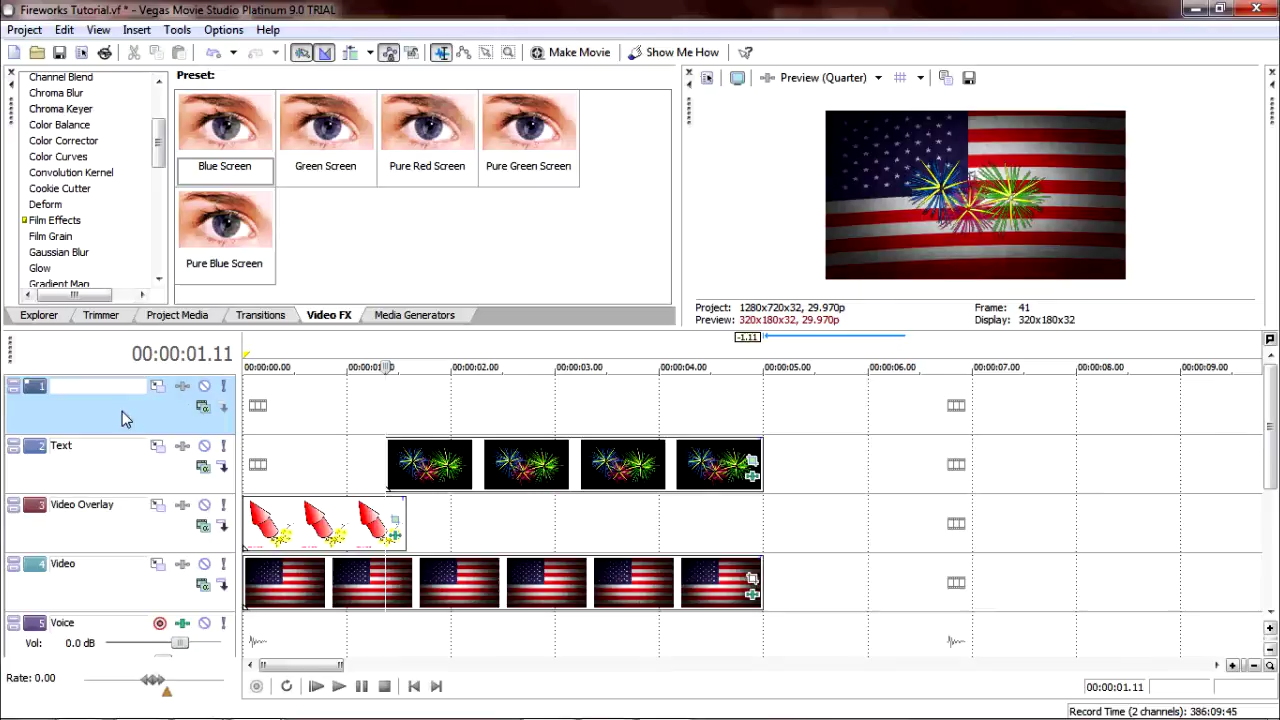 Fireworks Tutorial.vf * - Vegas Movie Studio Platinum 9.0 TRIAL
Project Edit View Insert Tools Options Help
Make Movie Show Me How
Channel Blend
Chroma Blur
Chroma Keyer
Color Balance
Color Corrector
Color Curves
Convolution Kernel
Cookie Cutter
Deform
Film Effects
Film Grain
Gaussian Blur
Glow
Gradient Map
Preset:
Blue Screen Green Screen Pure Red Screen Pure Green Screen
Pure Blue Screen
Explorer Trimmer Project Media Transitions Video FX Media Generators
Preview (Quarter)
Project: 1280x720x32, 29.970p Frame: 41
Preview: 320x180x32, 29.970p Display: 320x180x32
-1.11
00:00:01.11
00:00:00.00 00:00:02.00 00:00:03.00 00:00:04.00 00:00:05.00 00:00:06.00 00:00:07.00 00:00:08.00 00:00:09.00
1
2 Text
3 Video Overlay
4 Video
5 Voice
Vol: 0.0 dB
Rate: 0.00
00:00:01.11
Record Time (2 channels): 386:09:45